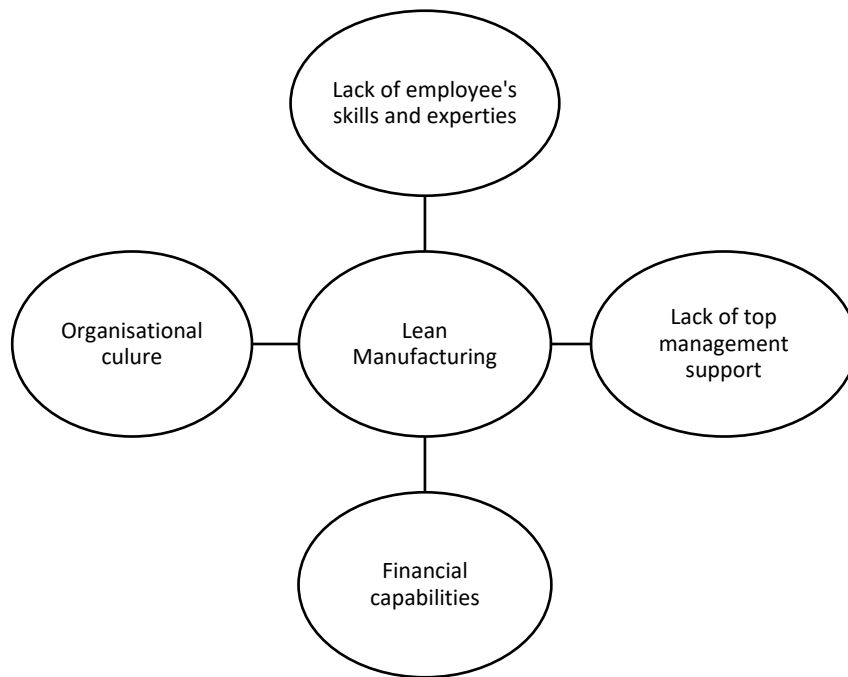 Lack of employee's
skills and experties
Organisational
culure
Lean
Manufacturing
Lack of top
management
support
Financial
capabilities